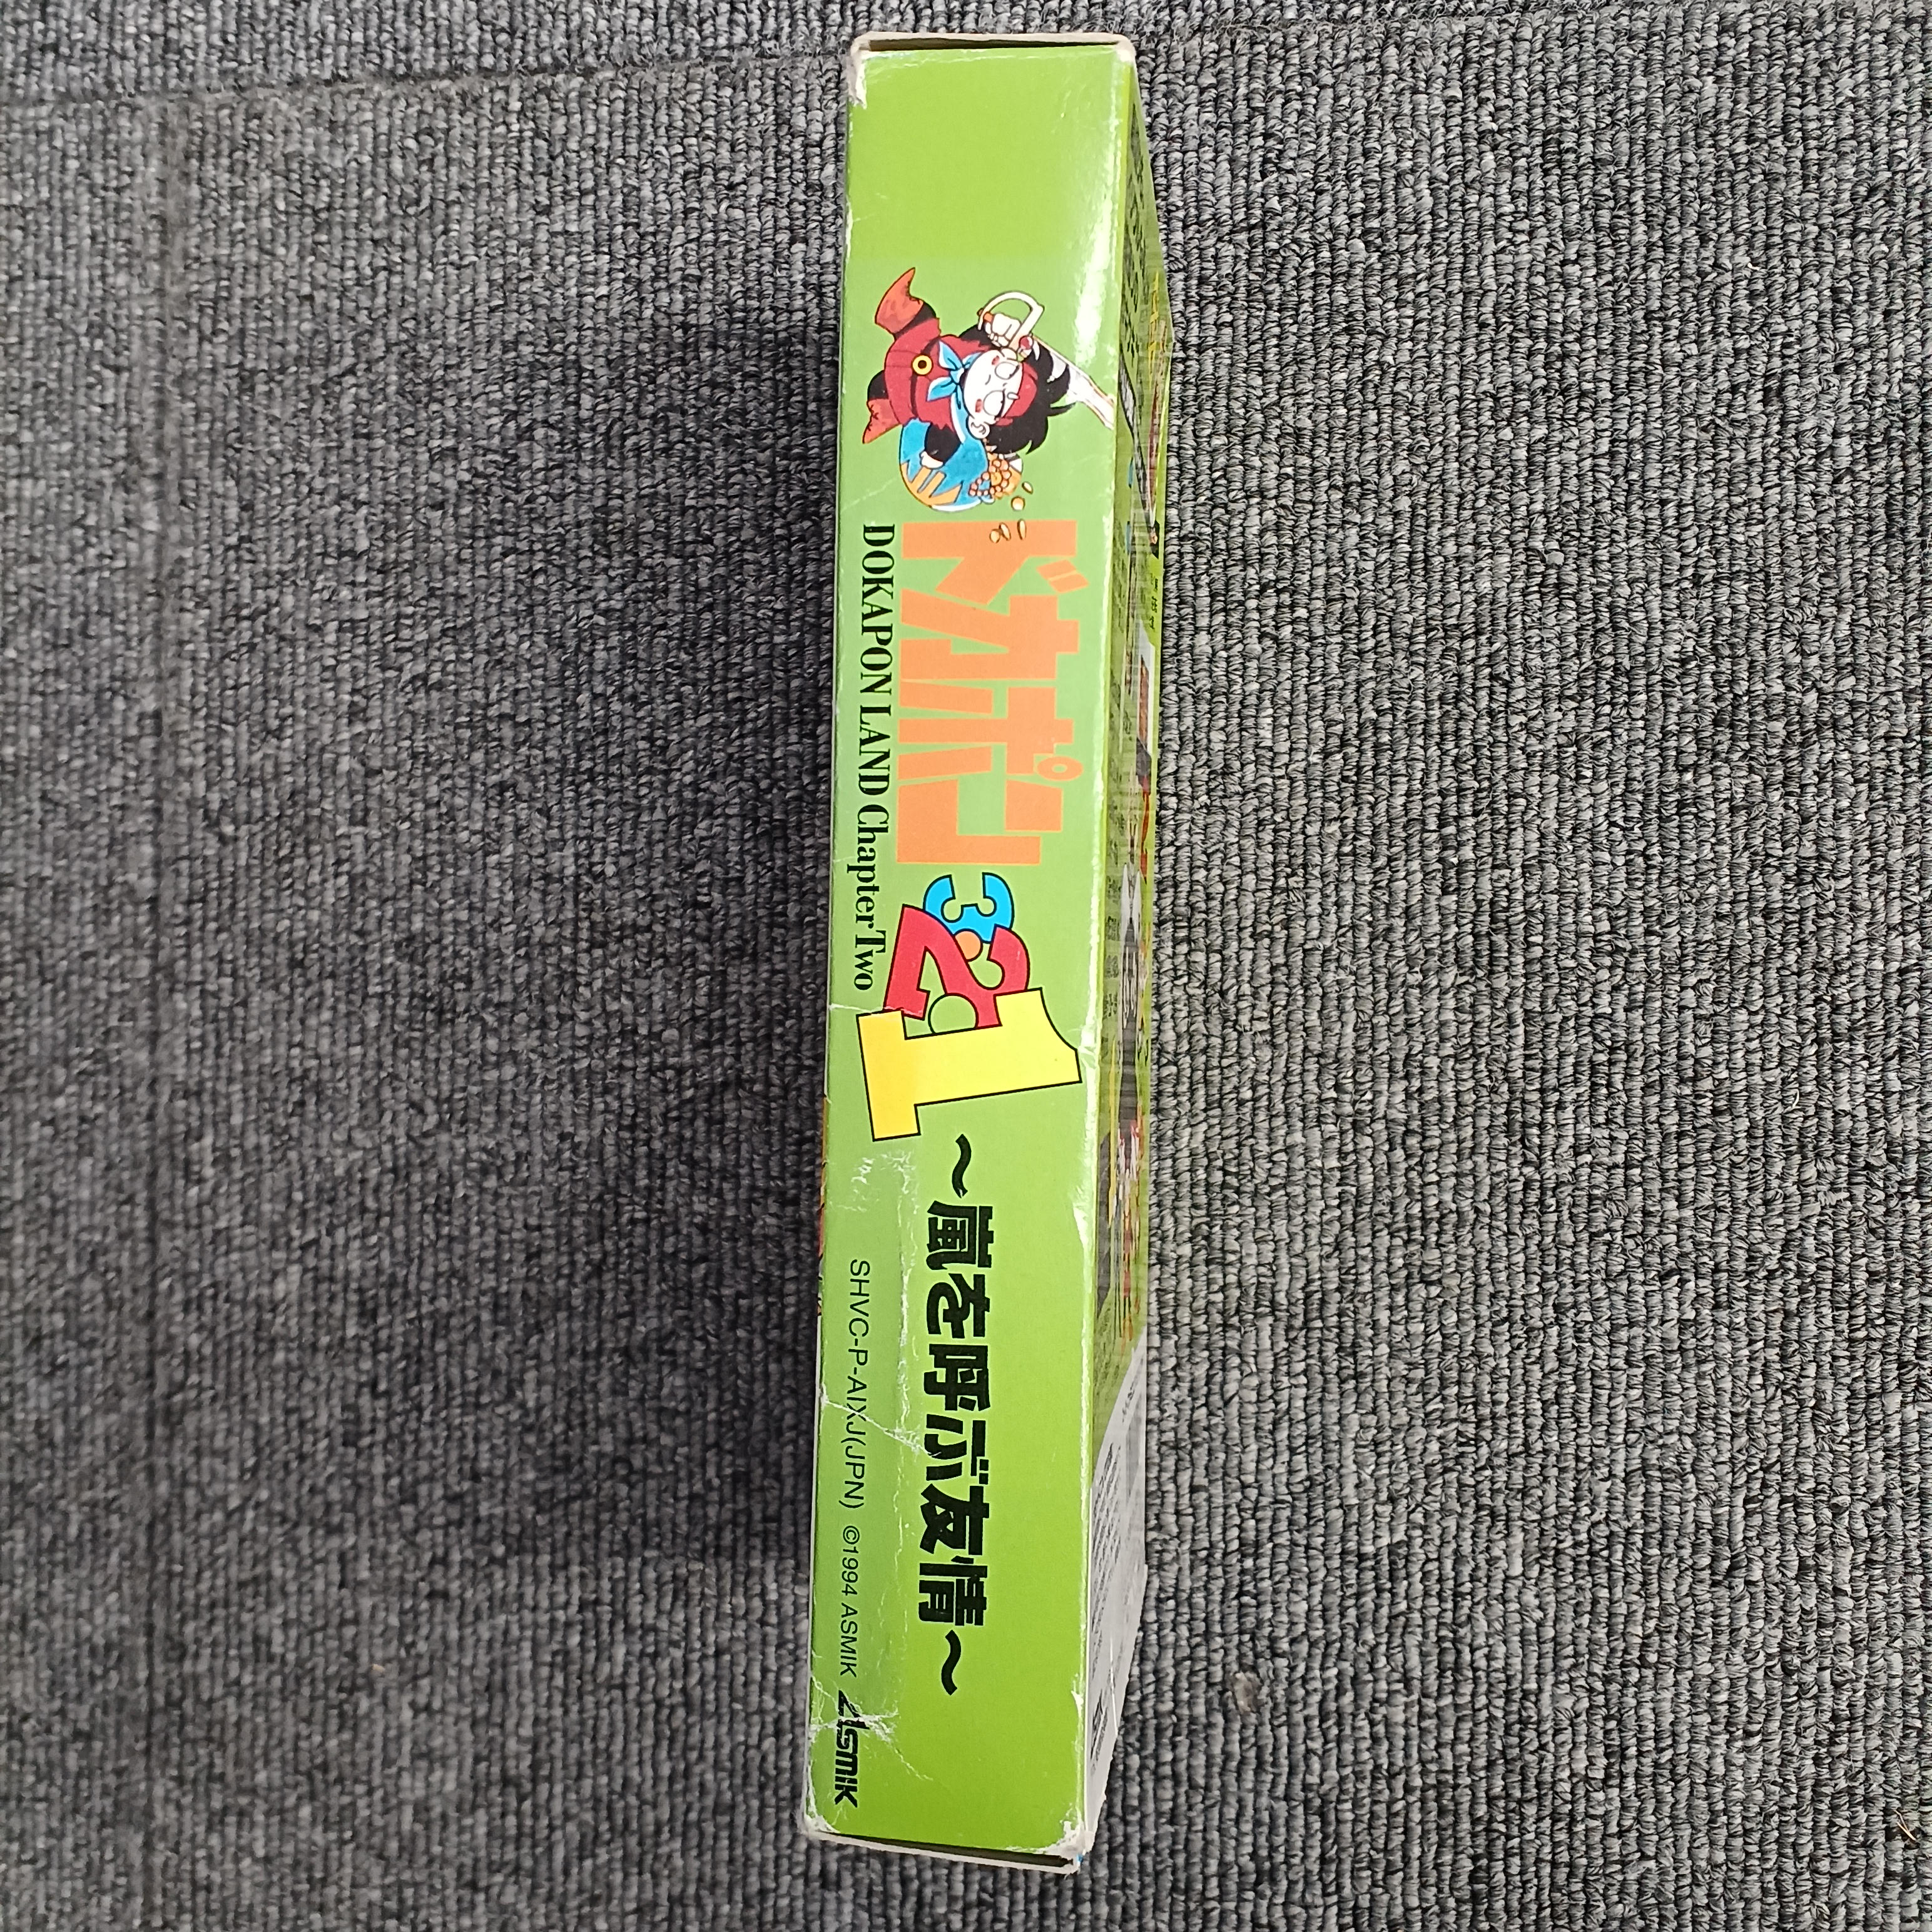 ドカポン321
DOKAPON LAND Chapter Two
～嵐を呼ぶ友情～
SHVC-P-AIXJ(JPN) ©1994 ASMIK ASMIK